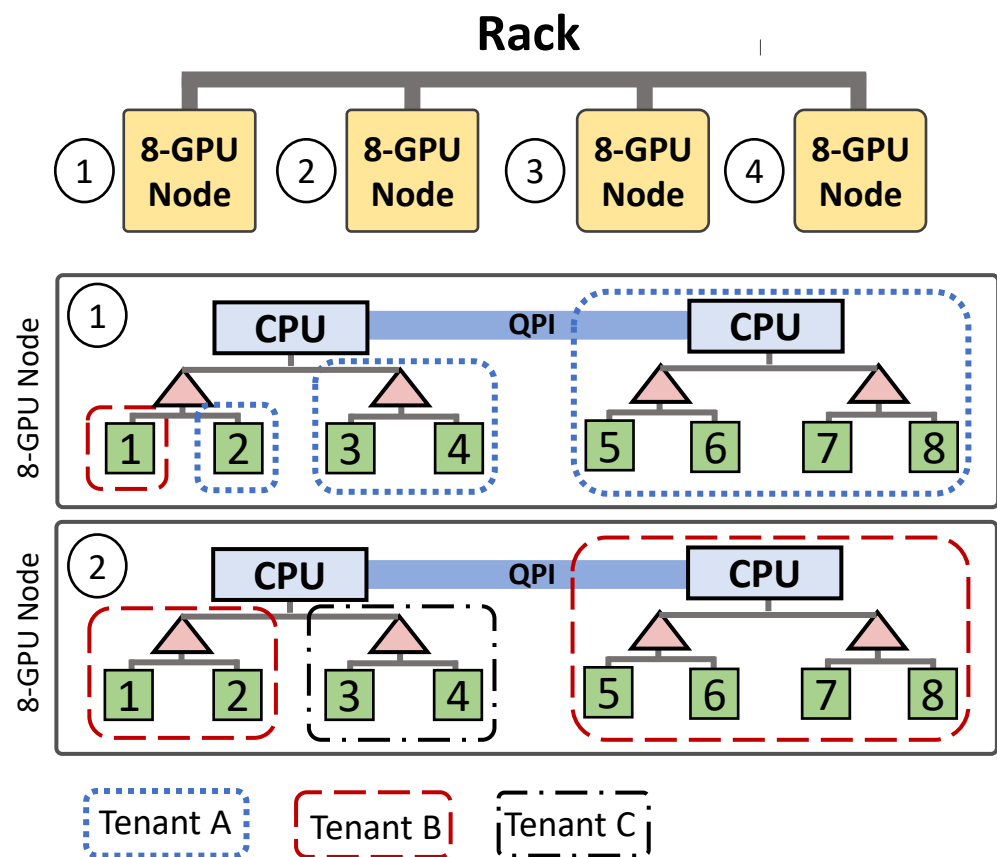 Rack
1
8-GPU
Node
2
8-GPU
Node
3
8-GPU
Node
4
8-GPU
Node
8-GPU Node
1
CPU
QPI
CPU
1
2
3
4
5
6
7
8
8-GPU Node
2
CPU
QPI
CPU
1
2
3
4
5
6
7
8
Tenant A
Tenant B
Tenant C